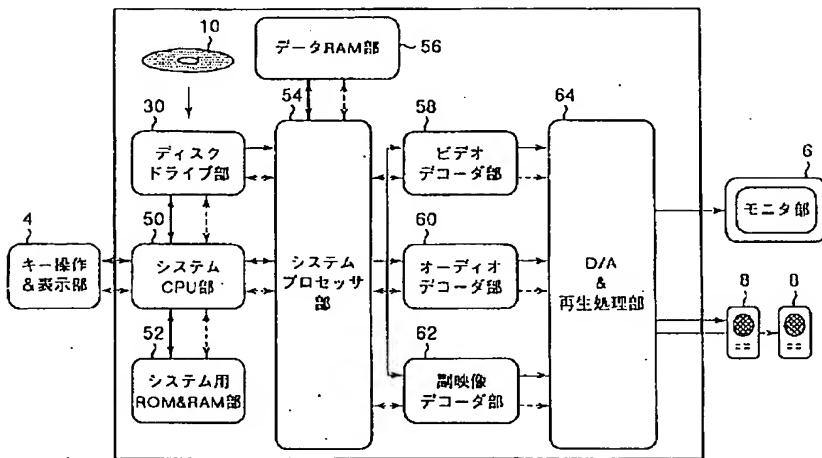 10
データRAM部
56
30
54
58
64
ディスク
ドライブ部
ビデオ
デコーダ部
6
モニタ部
4
キー操作
&表示部
50
システム
CPU部
システム
プロセッサ
部
60
オーディオ
デコーダ部
D/A
&
再生処理部
8
8
52
システム用
ROM&RAM部
62
副映像
デコーダ部